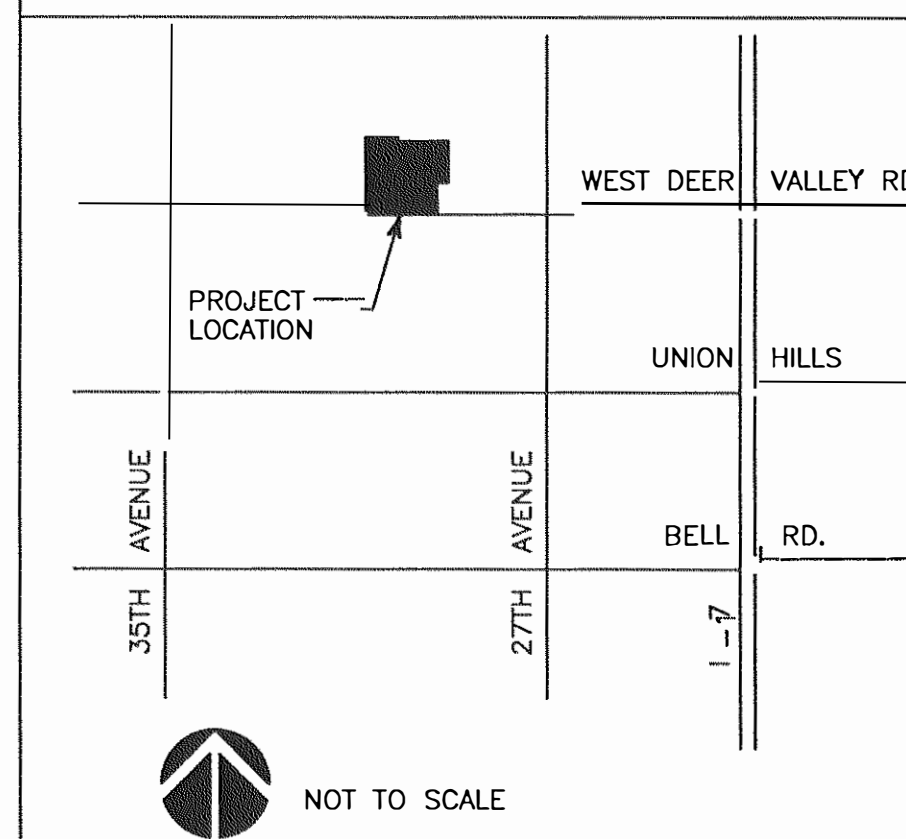 WEST DEER VALLEY RD
PROJECT
LOCATION
UNION HILLS
35TH AVENUE
27TH AVENUE
BELL RD.
I-17
NOT TO SCALE